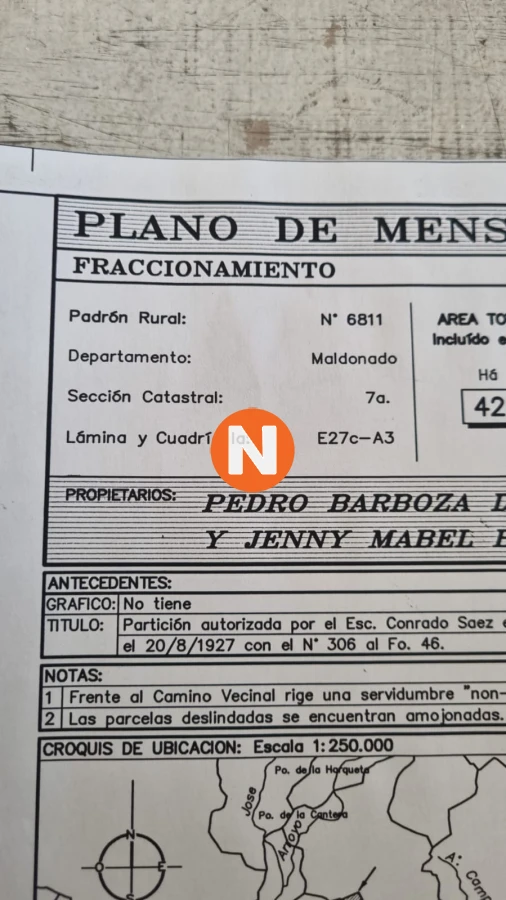 PLANO DE MENS
FRACCIONAMIENTO
Padrón Rural: N° 6811
Departamento: Maldonado
Sección Catastral: 7a.
Lámina y Cuadrí la: E27c-A3
AREA TO
Incluído e
Há
42
N
PROPIETARIOS: PEDRO BARBOZA D
Y JENNY MABEL
ANTECEDENTES:
GRAFICO: No tiene
TITULO: Partición autorizada por el Esc. Conrado Saez
el 20/8/1927 con el N° 306 al Fo. 46.
NOTAS:
1 Frente al Camino Vecinal rige una servidumbre "non-
2 Las parcelas deslindadas se encuentran amojonadas.
CROQUIS DE UBICACION: Escala 1:250.000
Po. de la Horqueta
Jose
Po. de la Cantera
Arroyo
N
O E
S
A°. Camp